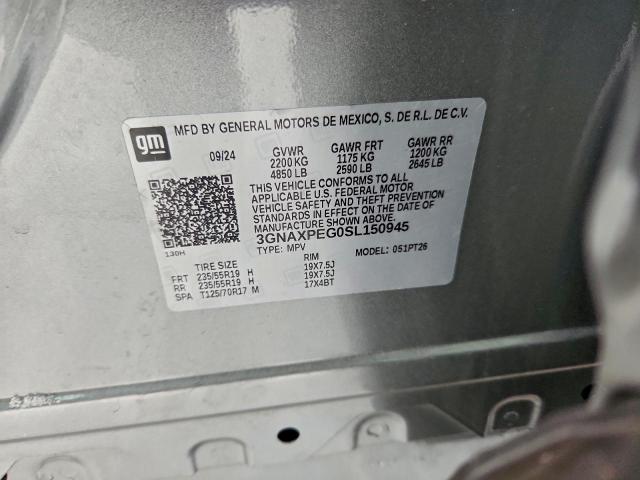 gm MFD BY GENERAL MOTORS DE MEXICO, S. DE R.L. DE C.V.
09/24 GVWR GAWR FRT GAWR RR
2200 KG 1175 KG 1200 KG
4850 LB 2590 LB 2645 LB
THIS VEHICLE CONFORMS TO ALL
APPLICABLE U.S. FEDERAL MOTOR
VEHICLE SAFETY AND THEFT PREVENTION
STANDARDS IN EFFECT ON THE DATE OF
MANUFACTURE SHOWN ABOVE.
3GNAXPEG0SL150945
130H TYPE: MPV MODEL: 051PT26
TIRE SIZE RIM
FRT 235/55R19 H 19X7.5J
RR 235/55R19 H 19X7.5J
SPA T125/70R17 M 17X4BT